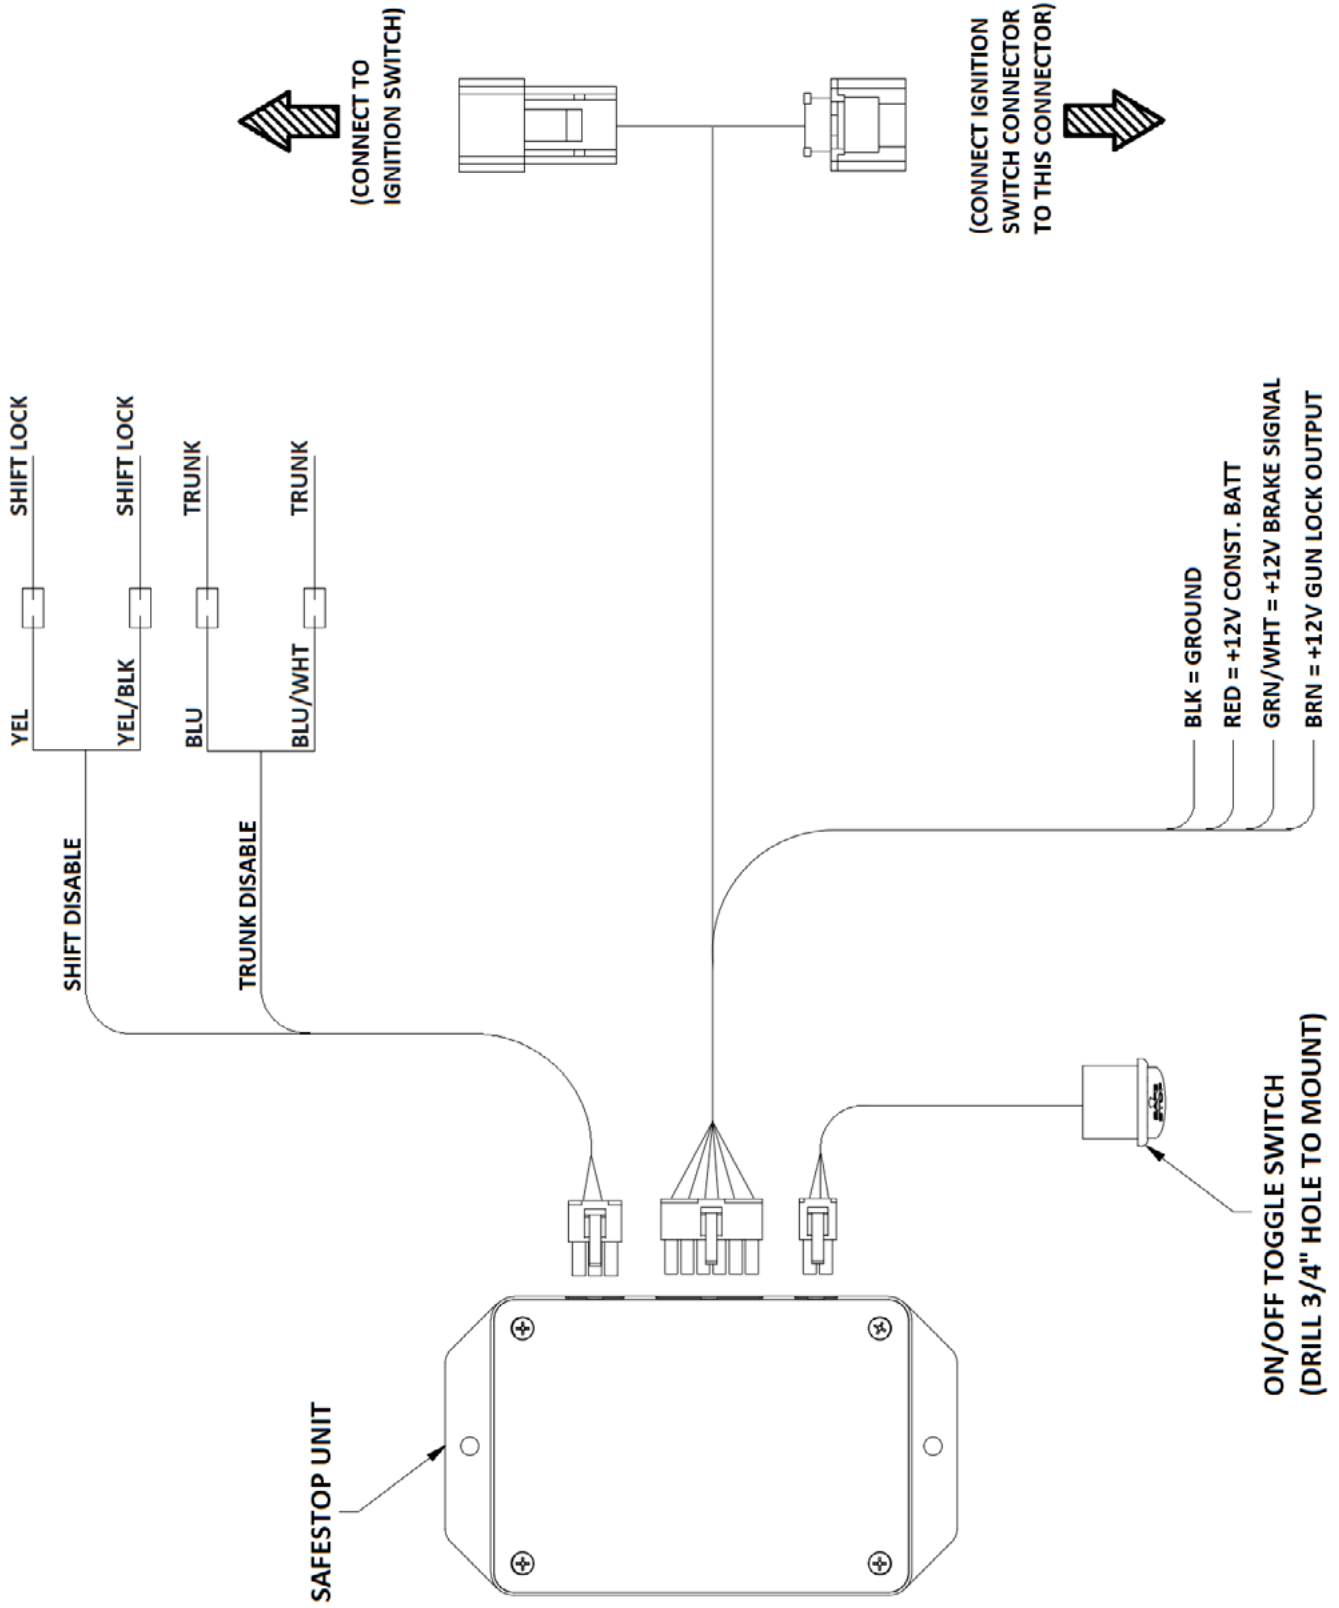 SHIFT LOCK
SHIFT LOCK
TRUNK
TRUNK
YEL
YEL/BLK
BLU
BLU/WHT
SHIFT DISABLE
TRUNK DISABLE
(CONNECT TO
IGNITION SWITCH)
(CONNECT IGNITION
SWITCH CONNECTOR
TO THIS CONNECTOR)
BLK = GROUND
RED = +12V CONST. BATT
GRN/WHT = +12V BRAKE SIGNAL
BRN = +12V GUN LOCK OUTPUT
SAFESTOP UNIT
ON/OFF TOGGLE SWITCH
(DRILL 3/4" HOLE TO MOUNT)